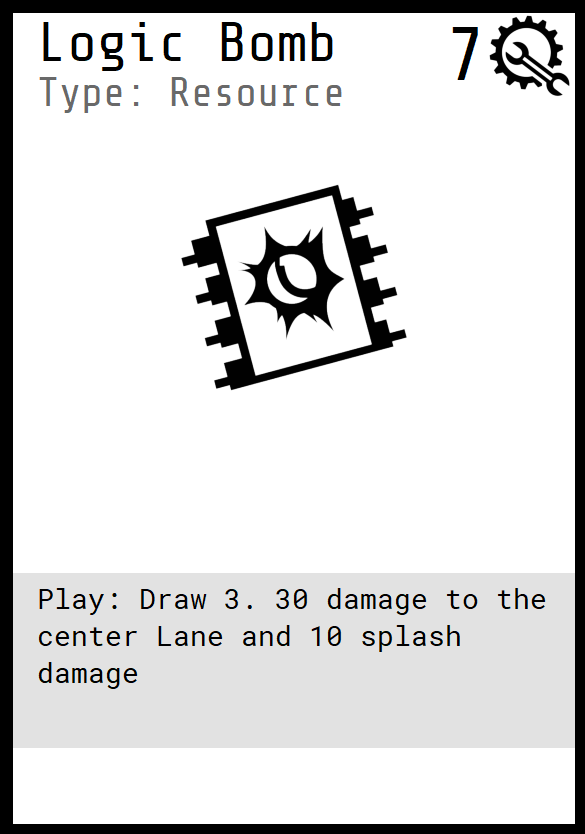 Logic Bomb 7
Type: Resource
Play: Draw 3. 30 damage to the
center Lane and 10 splash
damage